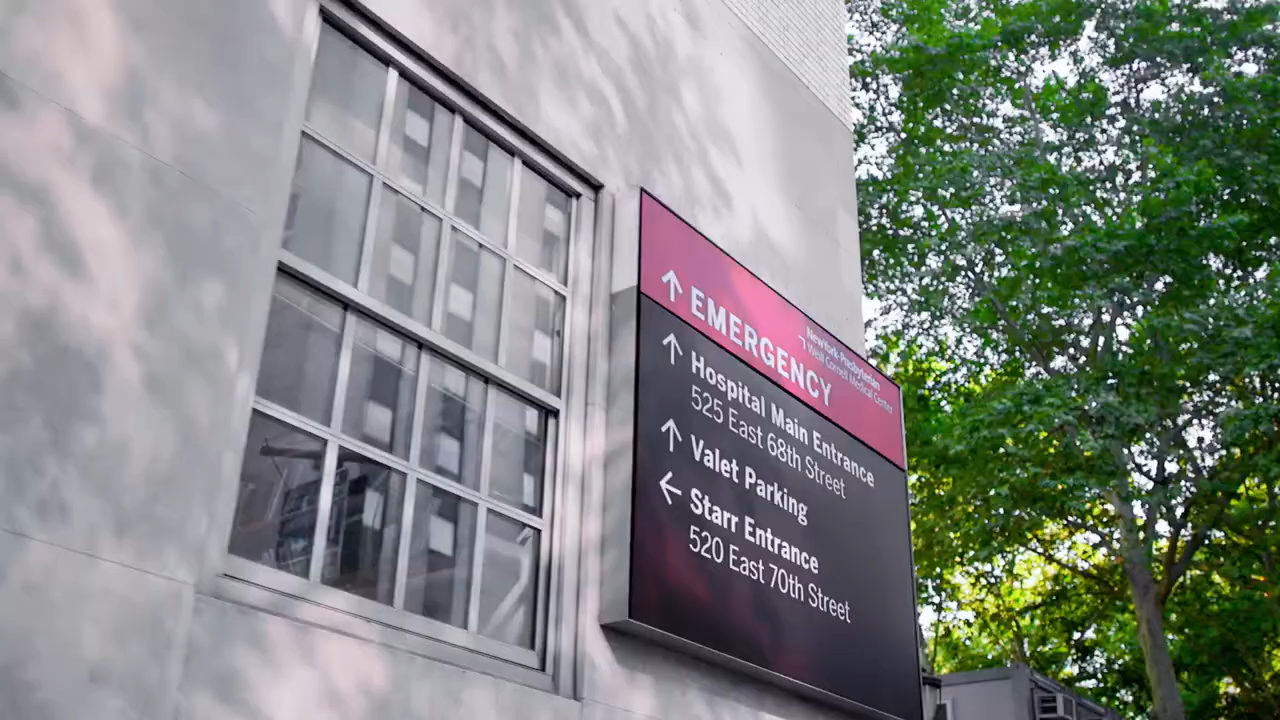 ↑ EMERGENCY
NewYork-Presbyterian
Weill Cornell Medical Center
↑ Hospital Main Entrance
525 East 68th Street
↑ Valet Parking
← Starr Entrance
520 East 70th Street